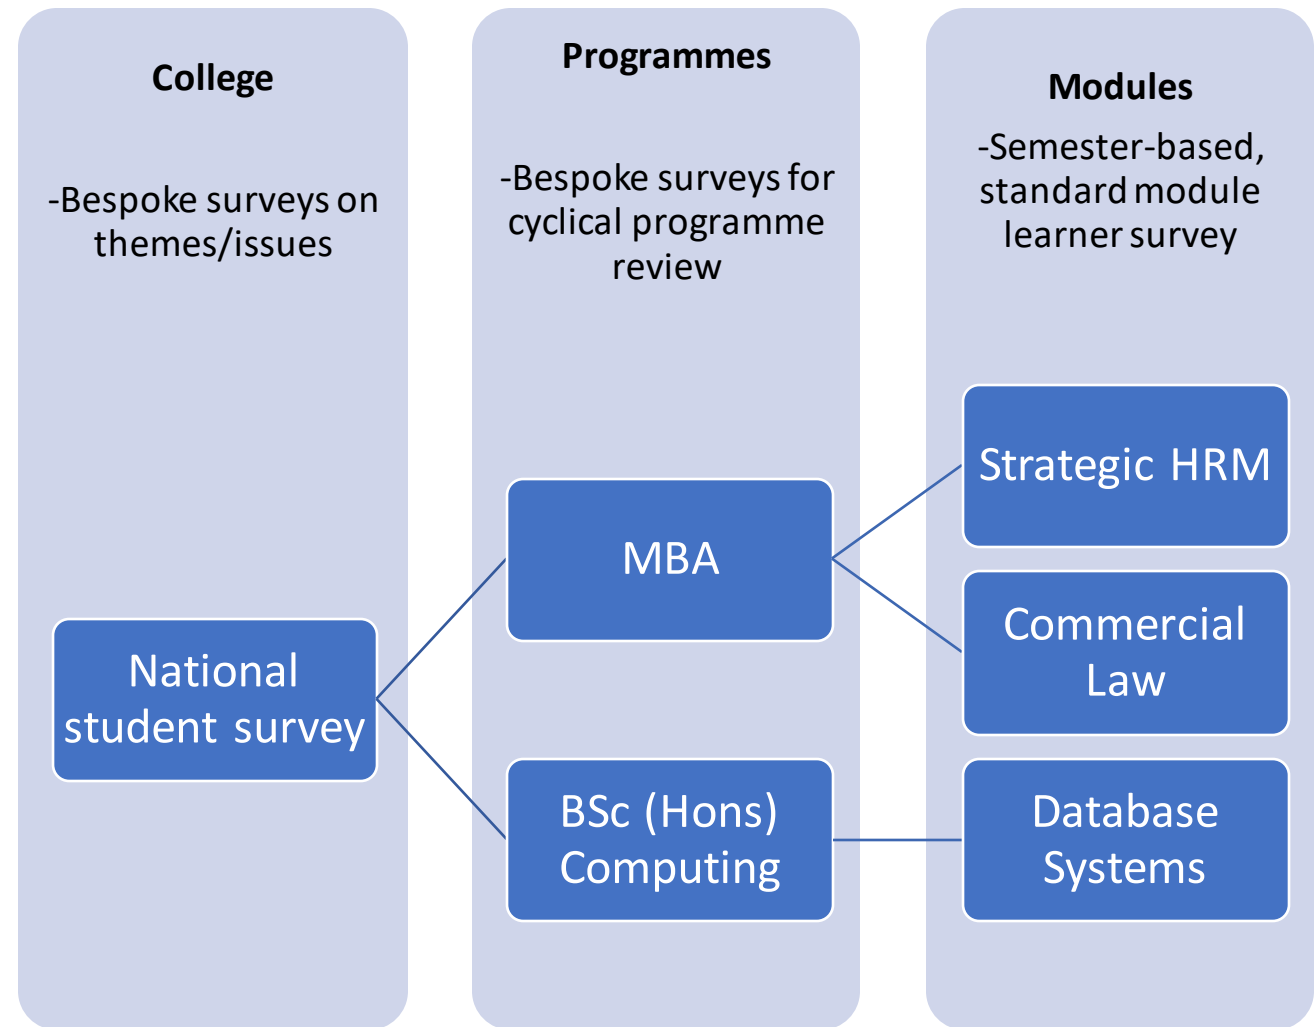 College
-Bespoke surveys on
themes/issues
National
student survey
Programmes
-Bespoke surveys for
cyclical programme
review
MBA
BSc (Hons)
Computing
Modules
-Semester-based,
standard module
learner survey
Strategic HRM
Commercial
Law
Database
Systems